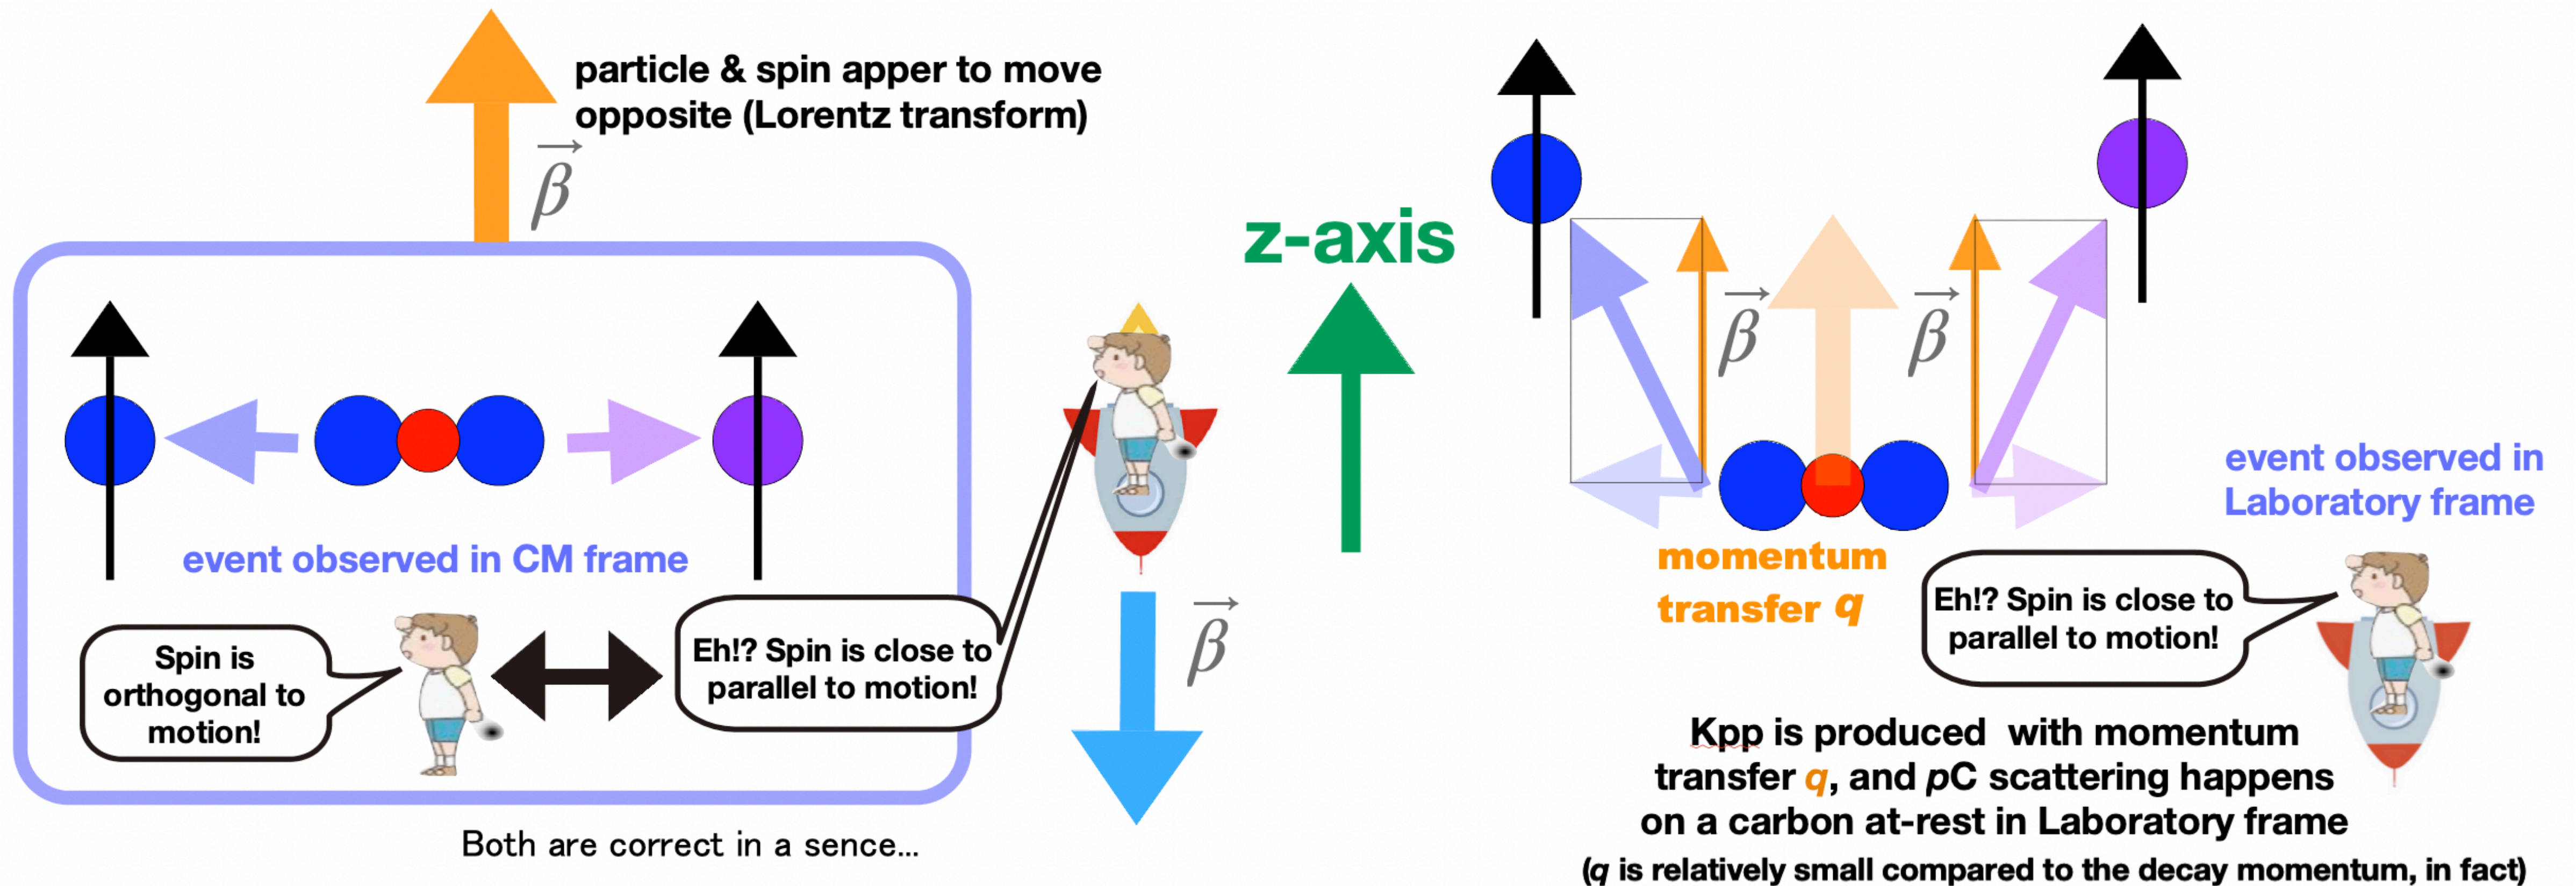 particle & spin apper to move
opposite (Lorentz transform)
β
event observed in CM frame
Spin is
orthogonal to
motion!
Eh!? Spin is close to
parallel to motion!
β
Both are correct in a sence...
z-axis
β
β
momentum
transfer q
event observed in
Laboratory frame
Eh!? Spin is close to
parallel to motion!
Kpp is produced with momentum
transfer q, and pC scattering happens
on a carbon at-rest in Laboratory frame
(q is relatively small compared to the decay momentum, in fact)